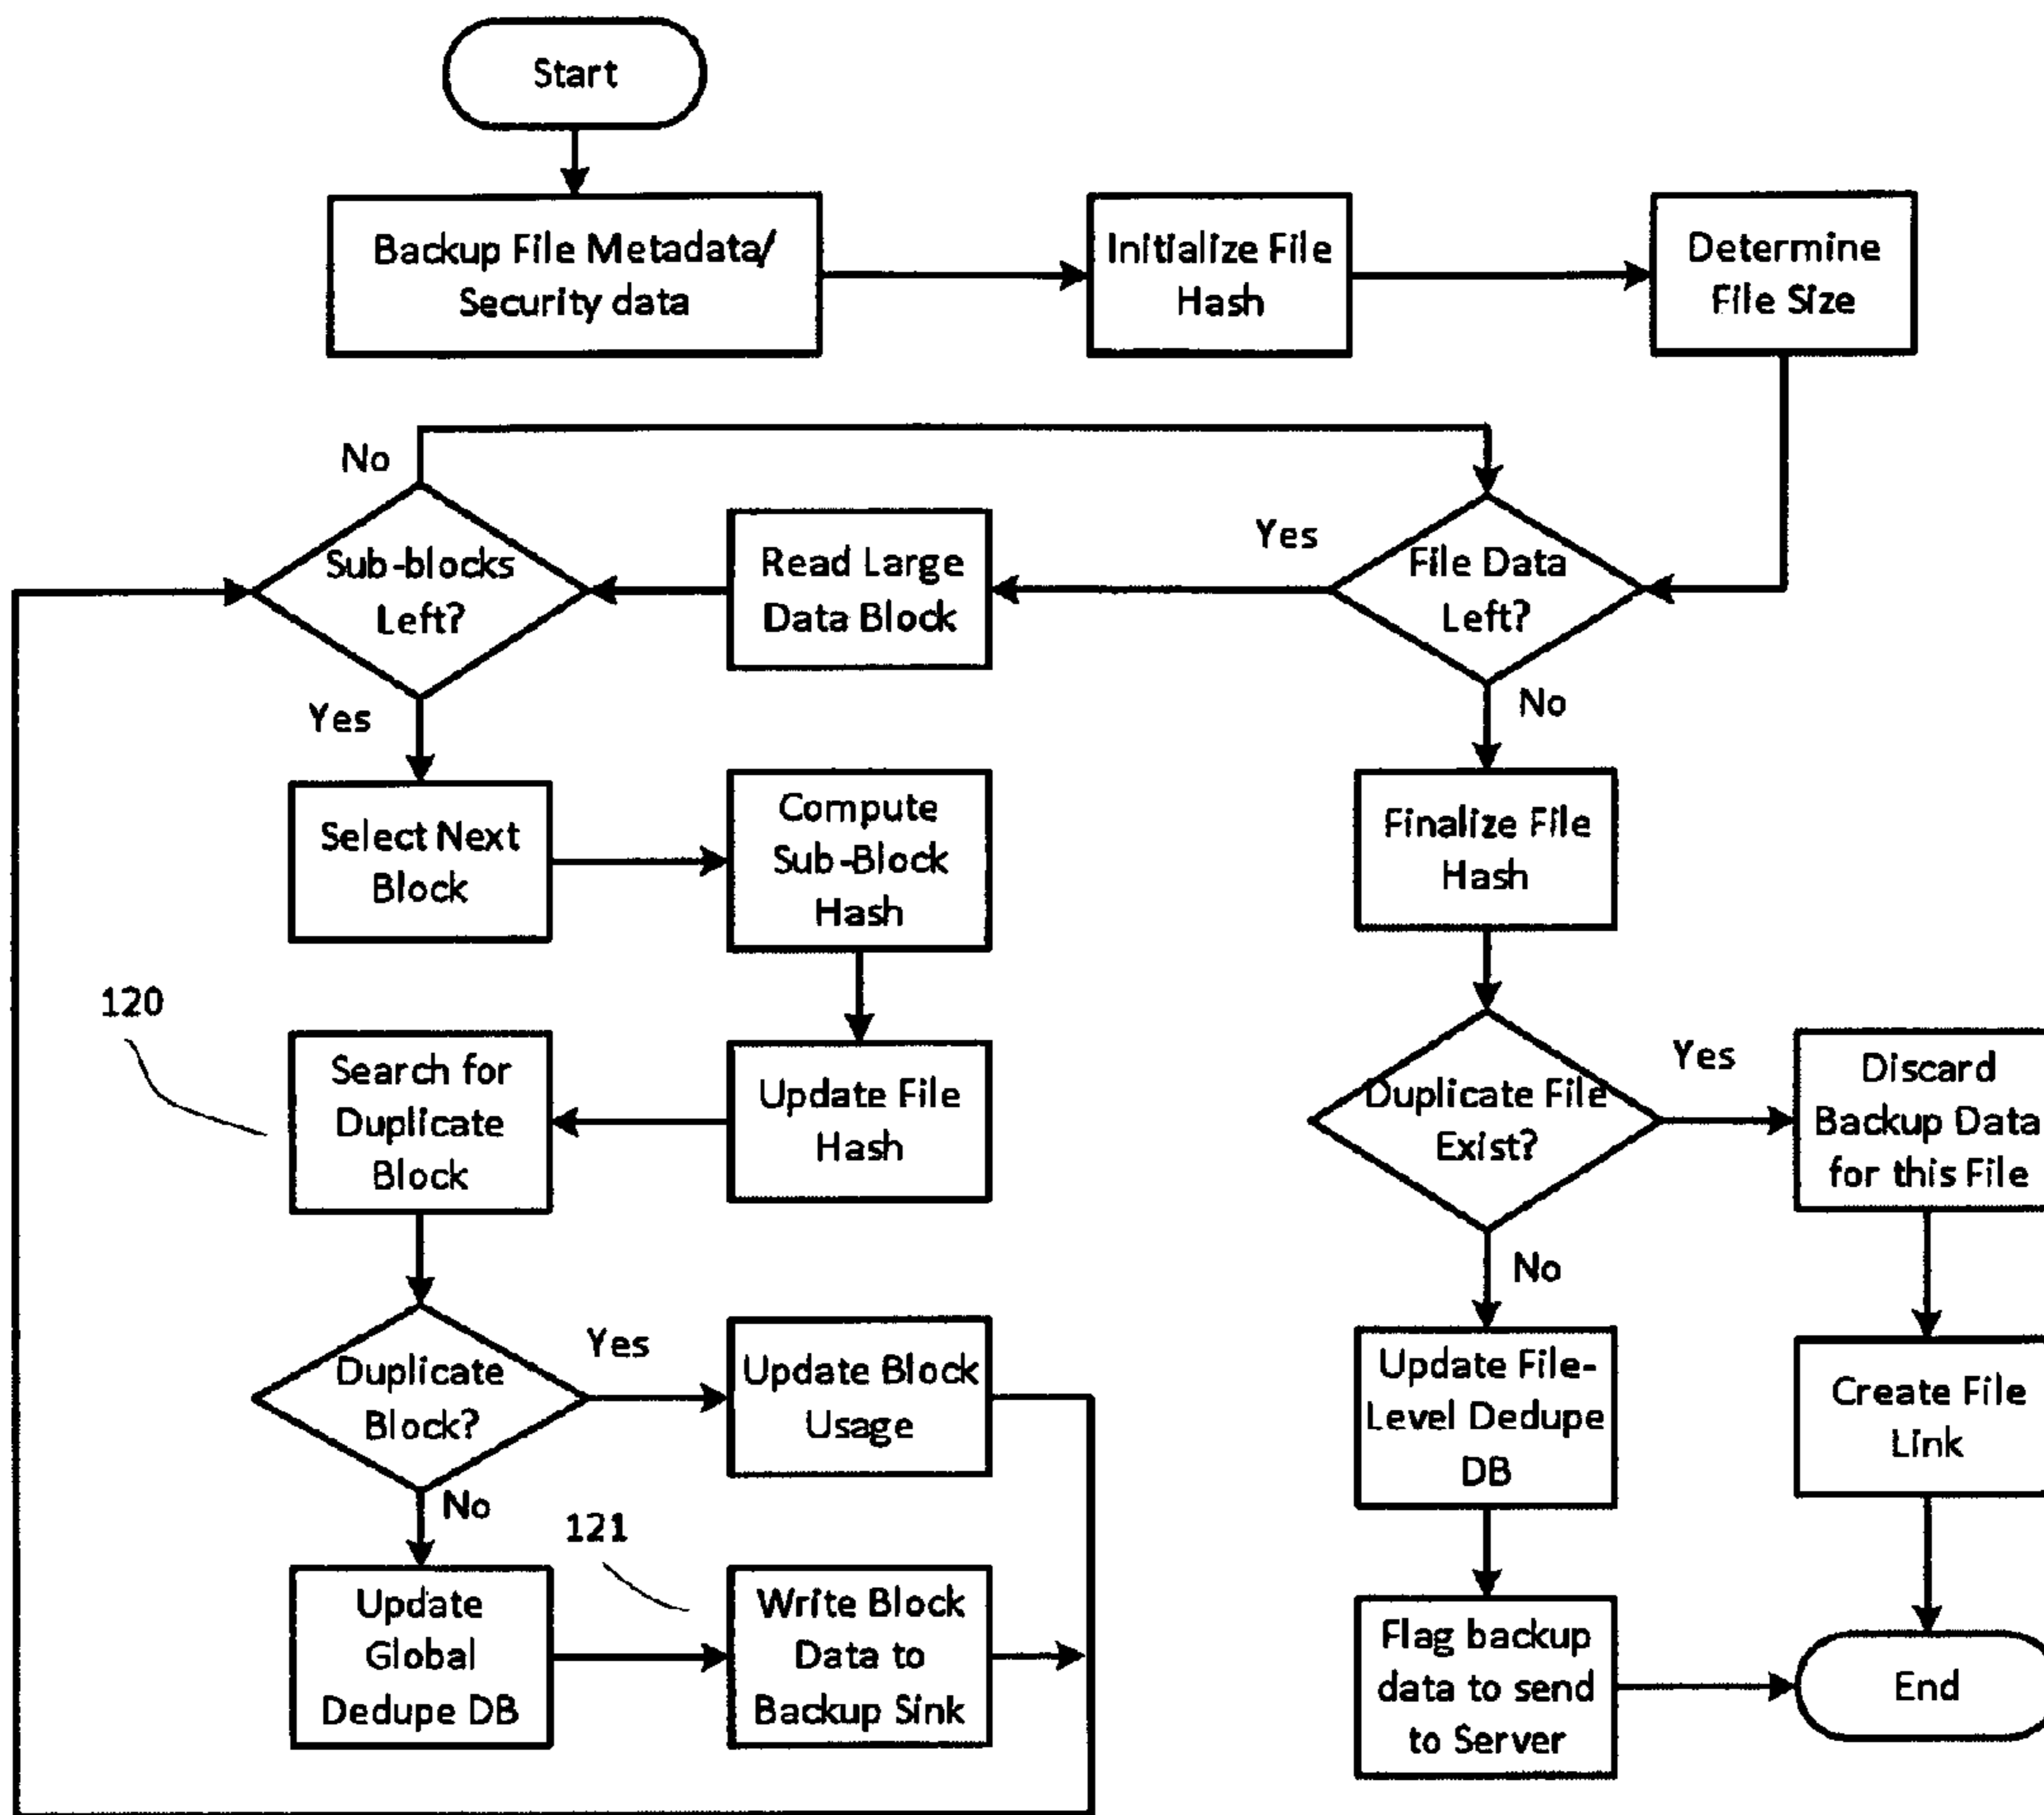 Start
Backup File Metadata/
Security data
Initialize File
Hash
Determine
File Size
No
Sub-blocks
Left?
Read Large
Data Block
Yes
File Data
Left?
Yes
No
Select Next
Block
Compute
Sub-Block
Hash
Finalize File
Hash
120
Search for
Duplicate
Block
Update File
Hash
Duplicate File
Exist?
Yes
Discard
Backup Data
for this File
No
Duplicate
Block?
Yes
Update Block
Usage
Update File-
Level Dedupe
DB
Create File
Link
No
121
Update
Global
Dedupe DB
Write Block
Data to
Backup Sink
Flag backup
data to send
to Server
End